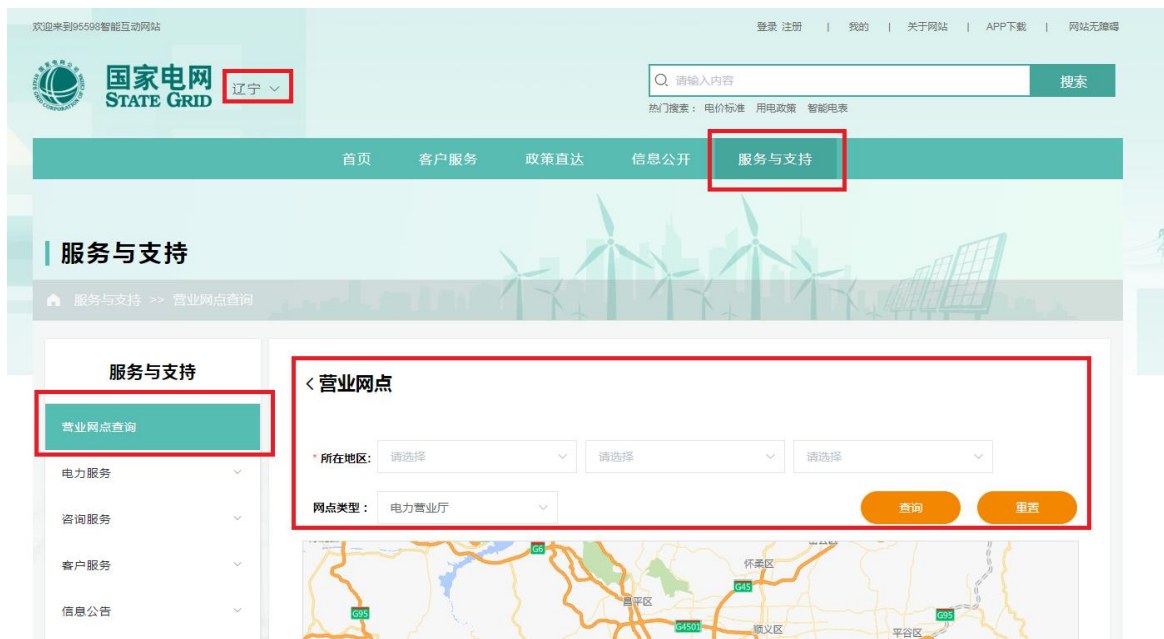 欢迎来到95598智能互动网站
登录 注册 | 我的 | 关于网站 | APP下载 | 网站无障碍
国家电网
STATE GRID
辽宁
请输入内容
搜索
热门搜索： 电价标准 用电政策 智能电表
首页 客户服务 政策直达 信息公开 服务与支持
服务与支持
服务与支持 >> 营业网点查询
服务与支持
营业网点查询
电力服务
咨询服务
客户服务
信息公告
<营业网点
* 所在地区: 请选择 请选择 请选择
网点类型： 电力营业厅
查询 重置
G6
怀柔区
G45
昌平区
G95
G4501
顺义区
G95
平谷区